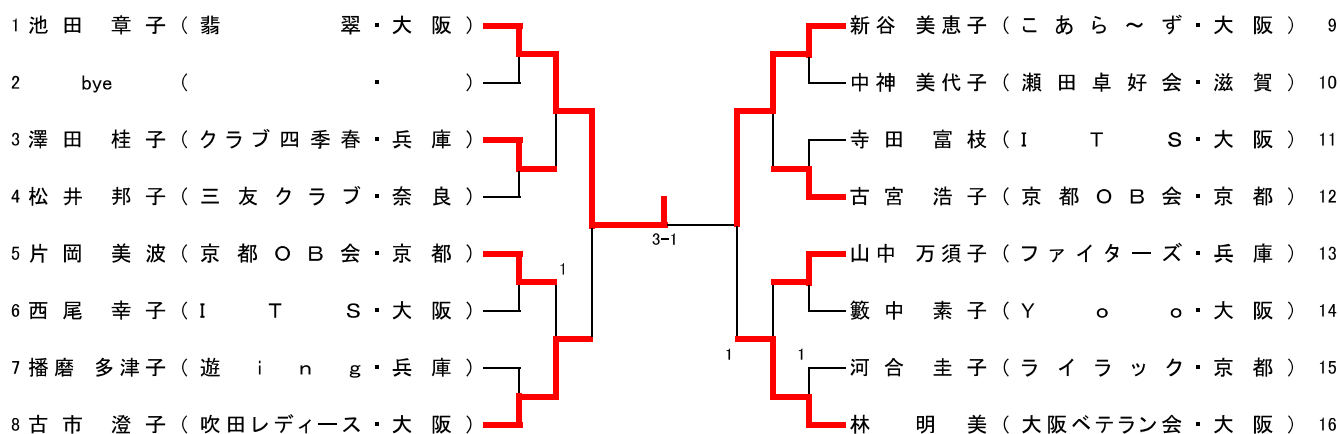 1 池田 章子 ( 翡翠・大阪 )
2 bye ( ・ )
3 澤田 桂子 ( クラブ四季春・兵庫 )
4 松井 邦子 ( 三友クラブ・奈良 )
5 片岡 美波 ( 京都OB会・京都 )
1
6 西尾 幸子 ( ITS・大阪 )
7 播磨 多津子 ( 遊ing・兵庫 )
8 古市 澄子 ( 吹田レディース・大阪 )
3-1
新谷 美恵子 ( こあら~ず・大阪 ) 9
中神 美代子 ( 瀬田卓好会・滋賀 ) 10
寺田 富枝 ( ITS・大阪 ) 11
古宮 浩子 ( 京都OB会・京都 ) 12
山中 万須子 ( ファイターズ・兵庫 ) 13
籔中 素子 ( Yoo・大阪 ) 14
1 1
河合 圭子 ( ライラック・京都 ) 15
林 明美 ( 大阪ベテラン会・大阪 ) 16